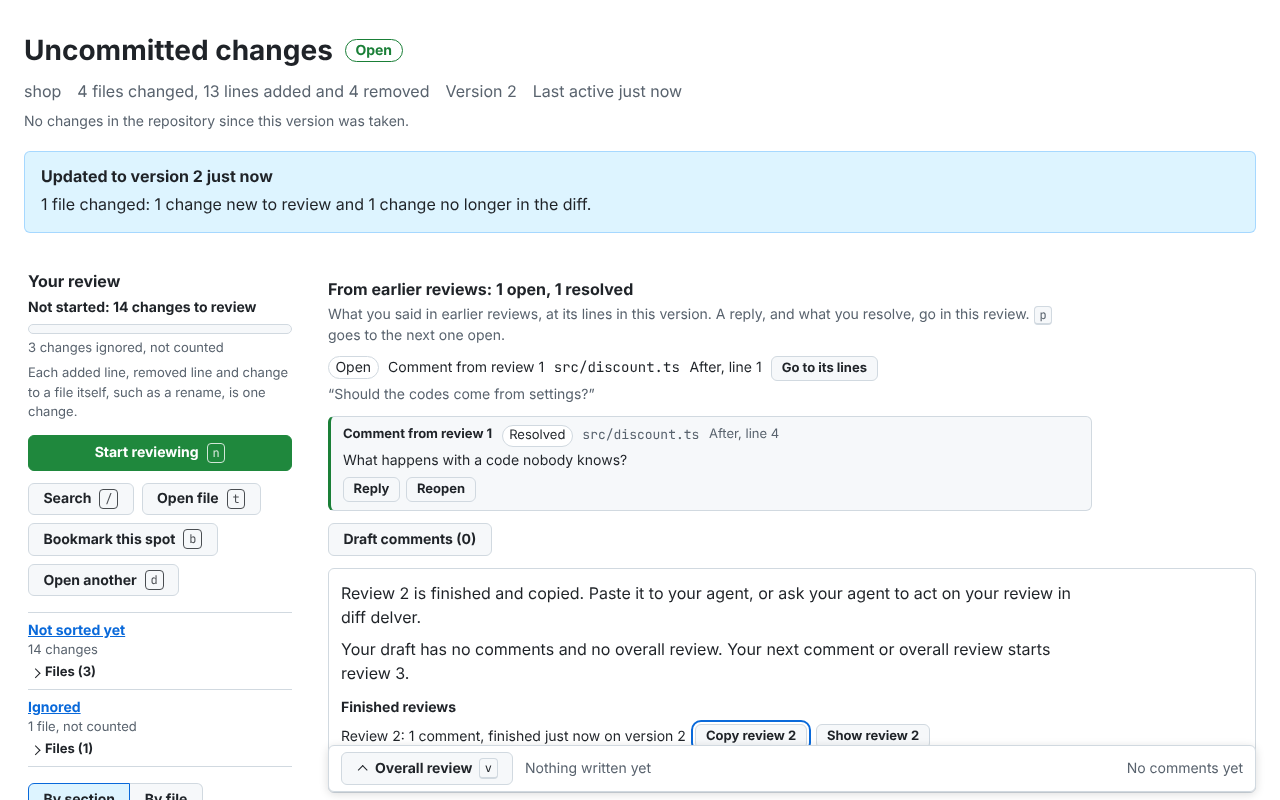 Uncommitted changes Open
shop 4 files changed, 13 lines added and 4 removed Version 2 Last active just now
No changes in the repository since this version was taken.
Updated to version 2 just now
1 file changed: 1 change new to review and 1 change no longer in the diff.
Your review
Not started: 14 changes to review
3 changes ignored, not counted
Each added line, removed line and change
to a file itself, such as a rename, is one
change.
Start reviewing n
Search / Open file t
Bookmark this spot b
Open another d
Not sorted yet
14 changes
Files (3)
Ignored
1 file, not counted
Files (1)
By section By file
From earlier reviews: 1 open, 1 resolved
What you said in earlier reviews, at its lines in this version. A reply, and what you resolve, go in this review. p
goes to the next one open.
Open Comment from review 1 src/discount.ts After, line 1 Go to its lines
“Should the codes come from settings?”
Comment from review 1 Resolved src/discount.ts After, line 4
What happens with a code nobody knows?
Reply Reopen
Draft comments (0)
Review 2 is finished and copied. Paste it to your agent, or ask your agent to act on your review in
diff delver.
Your draft has no comments and no overall review. Your next comment or overall review starts
review 3.
Finished reviews
Review 2: 1 comment, finished just now on version 2 Copy review 2 Show review 2
Overall review v Nothing written yet No comments yet